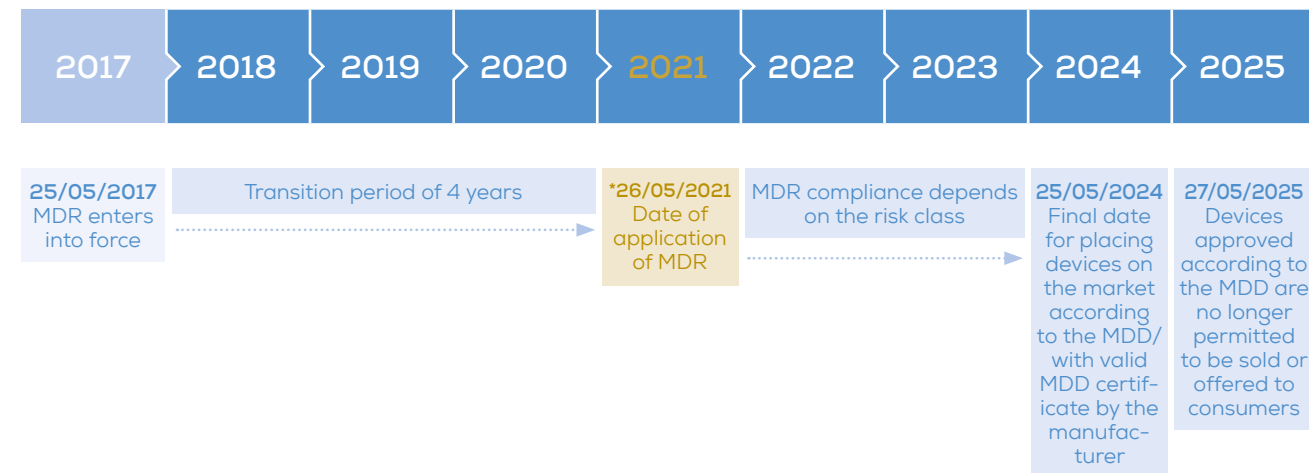 2017
2018
2019
2020
2021
2022
2023
2024
2025
25/05/2017
MDR enters
into force
Transition period of 4 years
*26/05/2021
Date of
application
of MDR
MDR compliance depends
on the risk class
25/05/2024
Final date
for placing
devices on
the market
according
to the MDD/
with valid
MDD certif-
icate by the
manufac-
turer
27/05/2025
Devices
approved
according to
the MDD are
no longer
permitted
to be sold or
offered to
consumers